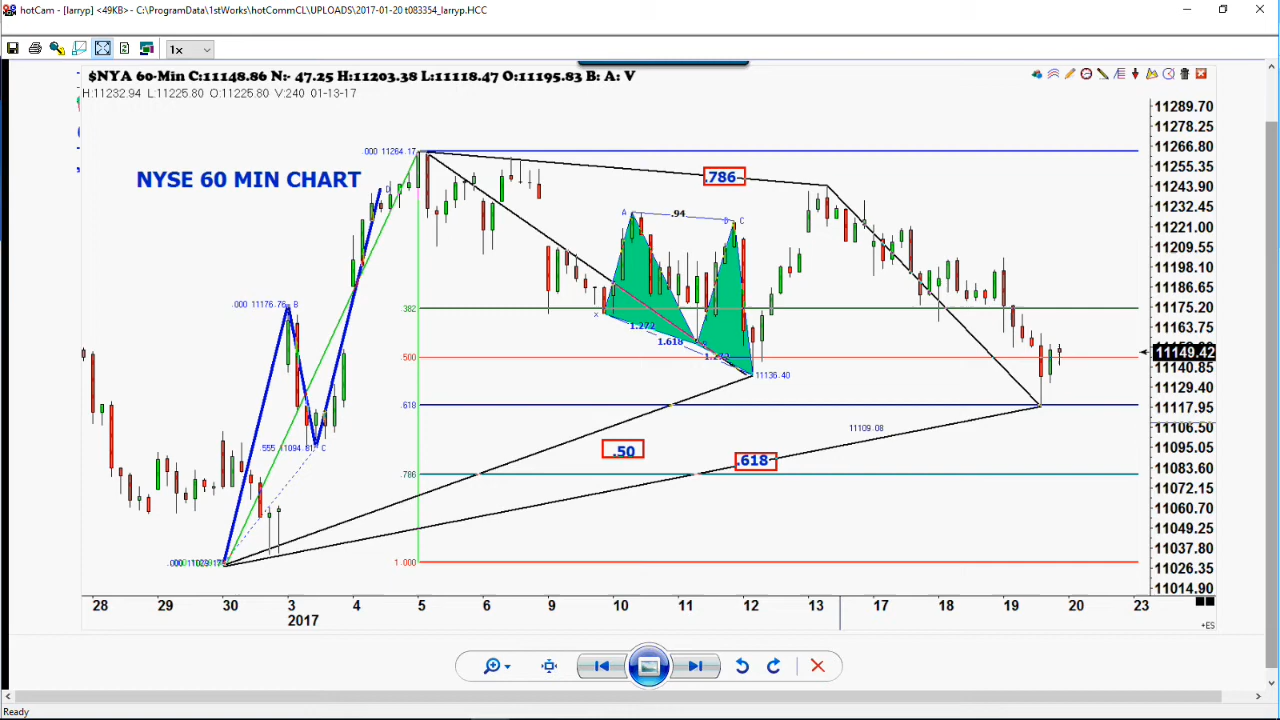 hotCam - [larryp] <49KB> - C:\ProgramData\1stWorks\hotCommCL\UPLOADS\2017-01-20 t083354_larryp.HCC
1x
$NYA 60-Min C:11148.86 N:- 47.25 H:11203.38 L:11118.47 O:11195.83 B: A: V
H:11232.94 L:11225.80 O:11225.80 V:240 01-13-17
NYSE 60 MIN CHART
.000 11264.17
.786
D
A
.94
B
C
.000 11176.76
B
.382
X
1.272
1.618
1.272
.500
11136.40
.618
11109.08
.555 11094.81
C
.50
.618
.786
1.000
11289.70
11278.25
11266.80
11255.35
11243.90
11232.45
11221.00
11209.55
11198.10
11186.65
11175.20
11163.75
11149.42
11140.85
11129.40
11117.95
11106.50
11095.05
11083.60
11072.15
11060.70
11049.25
11037.80
11026.35
11014.90
28 29 30 3 4 5 6 9 10 11 12 13 17 18 19 20 23
2017
+ES
Ready